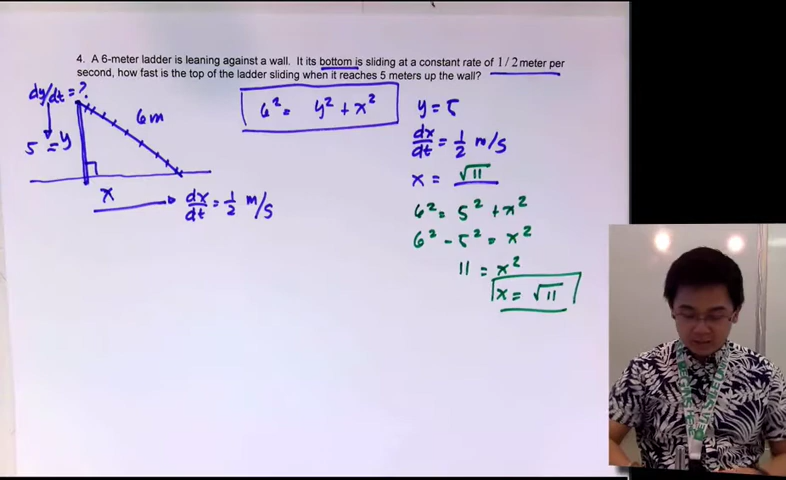 4. A 6-meter ladder is leaning against a wall. It its bottom is sliding at a constant rate of 1/2 meter per
second, how fast is the top of the ladder sliding when it reaches 5 meters up the wall?
dy/dt = ?
6m
5 = y
x
dx/dt = 1/2 m/s
6² = y² + x²
y = 5
dx/dt = 1/2 m/s
x = √11
6² = 5² + x²
6² - 5² = x²
11 = x²
x = √11